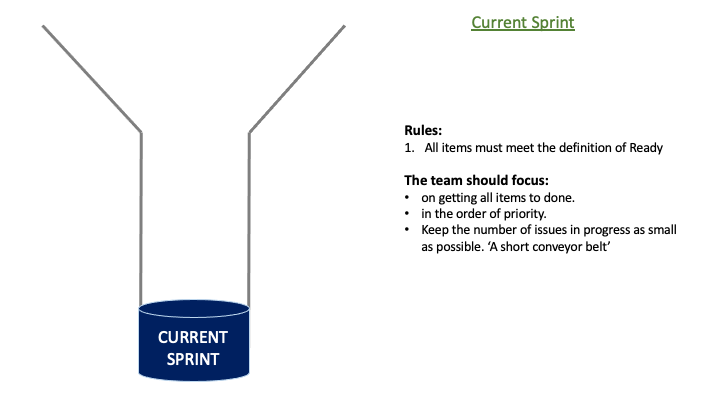 Current Sprint
Rules:
1. All items must meet the definition of Ready
The team should focus:
• on getting all items to done.
• in the order of priority.
• Keep the number of issues in progress as small
as possible. ‘A short conveyor belt’
CURRENT
SPRINT